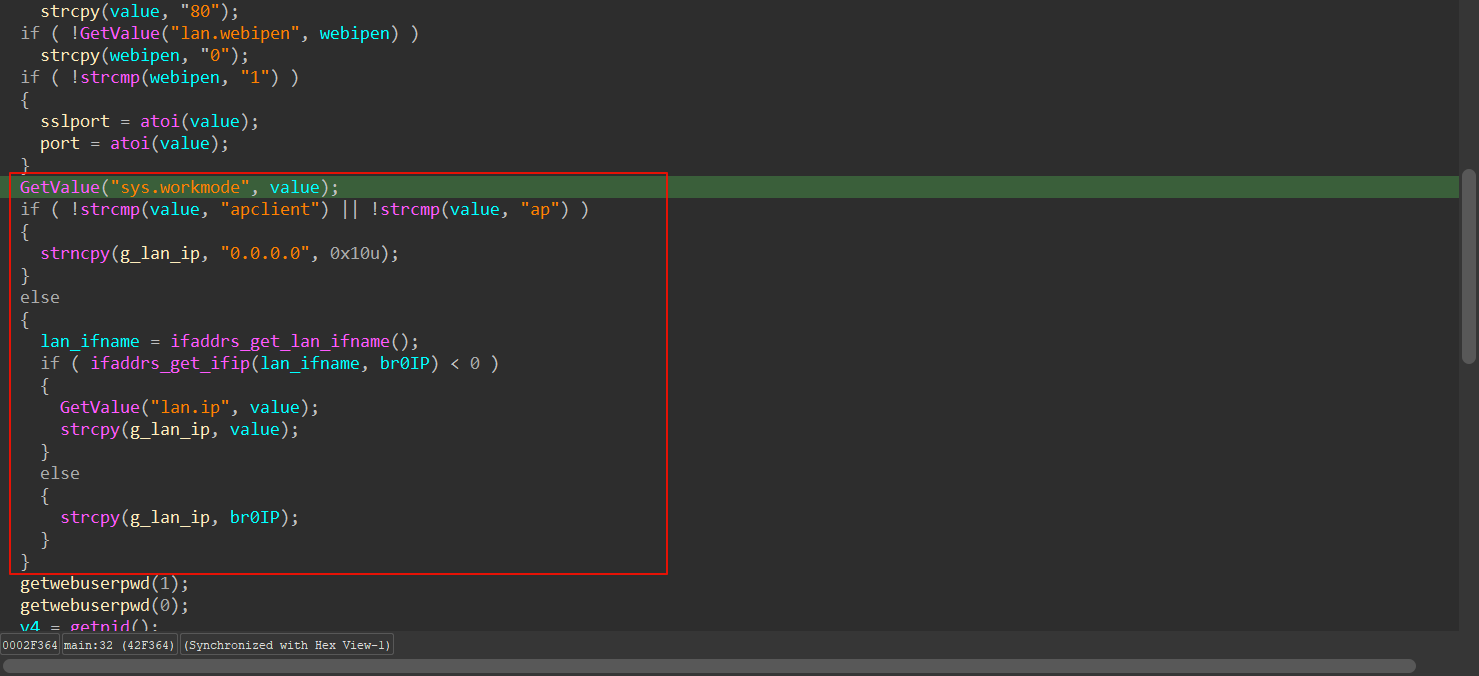 strcpy(value, "80");
if ( !GetValue("lan.webipen", webipen) )
strcpy(webipen, "0");
if ( !strcmp(webipen, "1") )
{
sslport = atoi(value);
port = atoi(value);
}
GetValue("sys.workmode", value);
if ( !strcmp(value, "apclient") || !strcmp(value, "ap") )
{
strncpy(g_lan_ip, "0.0.0.0", 0x10u);
}
else
{
lan_ifname = ifaddrs_get_lan_ifname();
if ( ifaddrs_get_ifip(lan_ifname, br0IP) < 0 )
{
GetValue("lan.ip", value);
strcpy(g_lan_ip, value);
}
else
{
strcpy(g_lan_ip, br0IP);
}
}
getwebuserpwd(1);
getwebuserpwd(0);
v4 = getpid();
0002F364 main:32 (42F364) (Synchronized with Hex View-1)